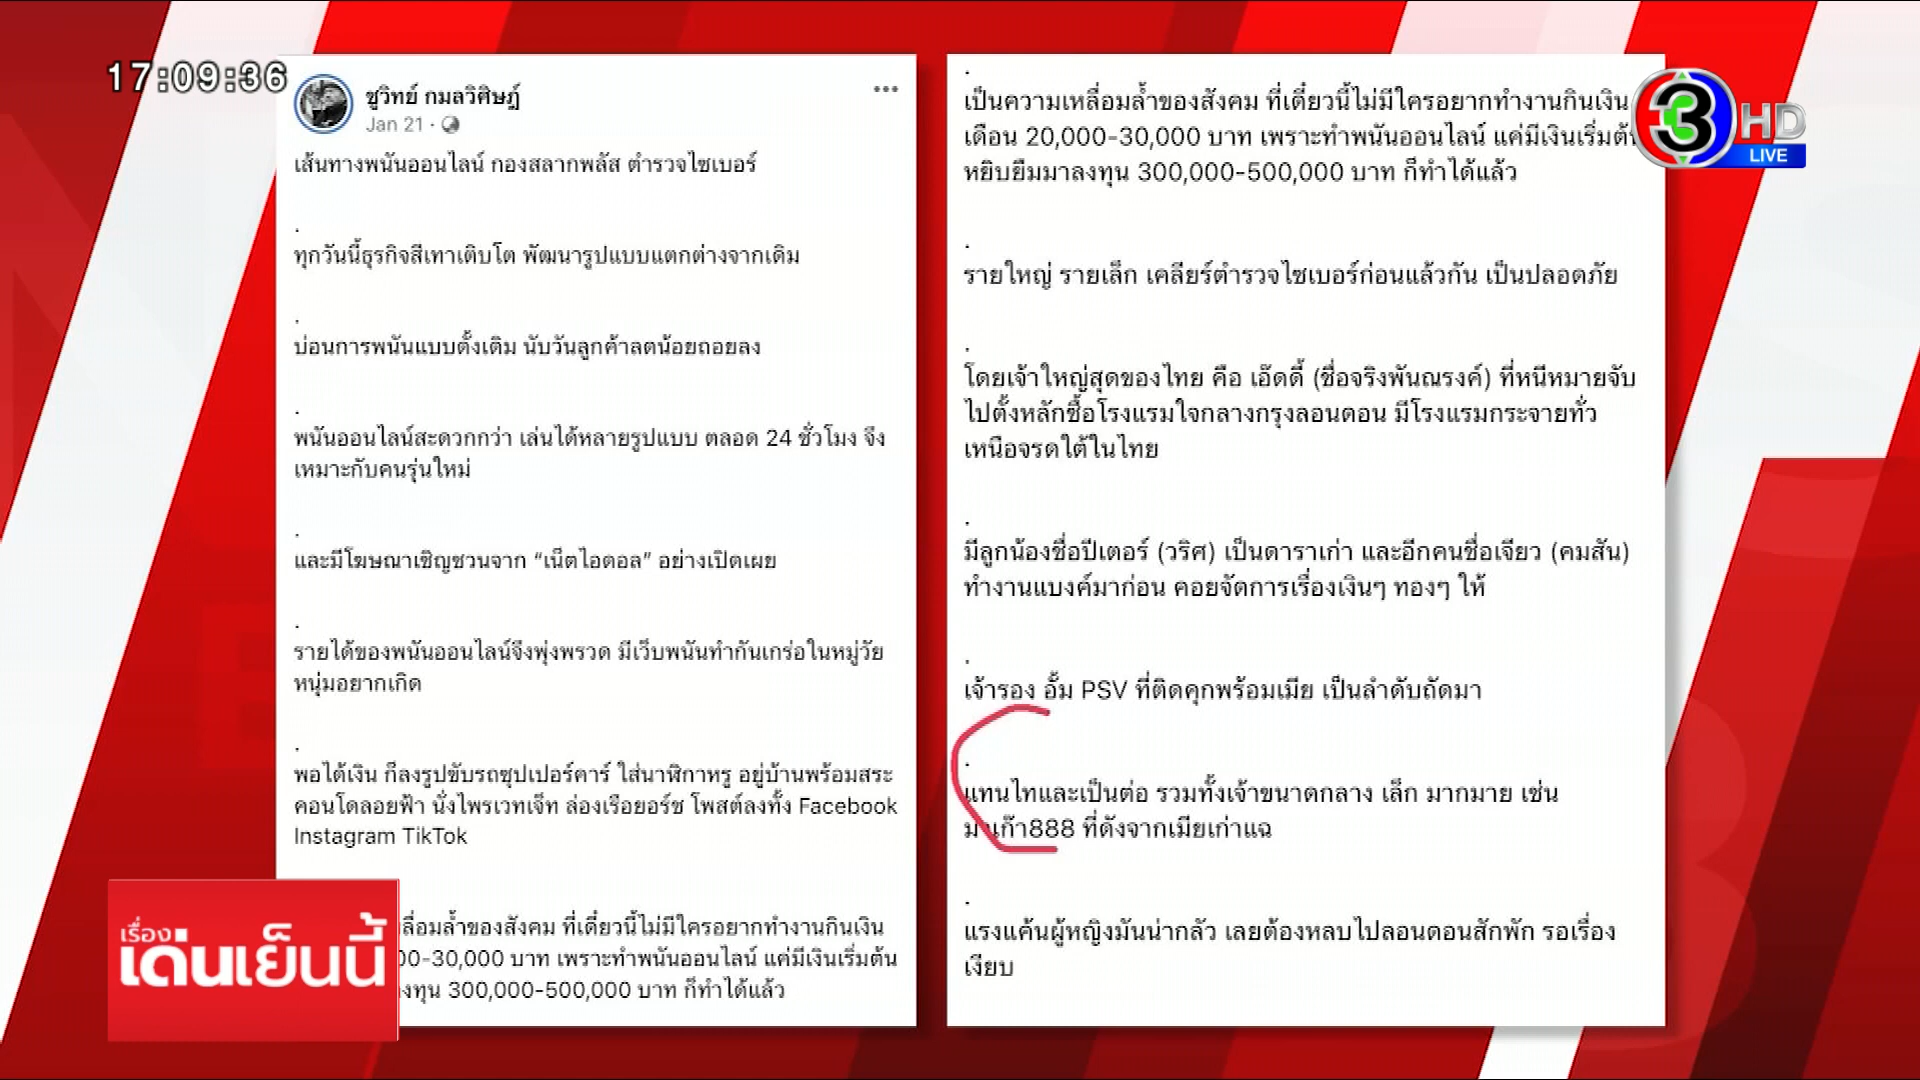 17:09:36
ชูวิทย์ กมลวิศิษฎ์
Jan 21 ·
เส้นทางพนันออนไลน์ กองสลากพลัส ตำรวจไซเบอร์
.
ทุกวันนี้ธุรกิจสีเทาเติบโต พัฒนารูปแบบแตกต่างจากเดิม
.
บ่อนการพนันแบบดั้งเดิม นับวันลูกค้าลดน้อยถอยลง
.
พนันออนไลน์สะดวกกว่า เล่นได้หลายรูปแบบ ตลอด 24 ชั่วโมง จึง
เหมาะกับคนรุ่นใหม่
.
และมีโฆษณาเชิญชวนจาก “เน็ตไอดอล” อย่างเปิดเผย
.
รายได้ของพนันออนไลน์จึงพุ่งพรวด มีเว็บพนันทำกันเกร่อในหมู่วัย
หนุ่มอยากเกิด
.
พอได้เงิน ก็ลงรูปขับรถซุปเปอร์คาร์ ใส่นาฬิกาหรู อยู่บ้านพร้อมสระ
คอนโดลอยฟ้า นั่งไพรเวทเจ็ท ล่องเรือยอร์ช โพสต์ลงทั้ง Facebook
Instagram TikTok
ลื่อมล้ำของสังคม ที่เดี๋ยวนี้ไม่มีใครอยากทำงานกินเงิน
00-30,000 บาท เพราะทำพนันออนไลน์ แค่มีเงินเริ่มต้น
งทุน 300,000-500,000 บาท ก็ทำได้แล้ว
.
เป็นความเหลื่อมล้ำของสังคม ที่เดี๋ยวนี้ไม่มีใครอยากทำงานกินเงิน
เดือน 20,000-30,000 บาท เพราะทำพนันออนไลน์ แค่มีเงินเริ่มต้น
หยิบยืมมาลงทุน 300,000-500,000 บาท ก็ทำได้แล้ว
.
รายใหญ่ รายเล็ก เคลียร์ตำรวจไซเบอร์ก่อนแล้วกัน เป็นปลอดภัย
.
โดยเจ้าใหญ่สุดของไทย คือ เอ็ดดี้ (ชื่อจริงพันณรงค์) ที่หนีหมายจับ
ไปตั้งหลักซื้อโรงแรมใจกลางกรุงลอนดอน มีโรงแรมกระจายทั่ว
เหนือจรดใต้ในไทย
.
มีลูกน้องชื่อปีเตอร์ (วริศ) เป็นดาราเก่า และอีกคนชื่อเจียว (คมสัน)
ทำงานแบงค์มาก่อน คอยจัดการเรื่องเงินๆ ทองๆ ให้
.
เจ้ารอง อั้ม PSV ที่ติดคุกพร้อมเมีย เป็นลำดับถัดมา
.
แทนไทและเป็นต่อ รวมทั้งเจ้าขนาดกลาง เล็ก มากมาย เช่น
มาเก๊า888 ที่ดังจากเมียเก่าแฉ
.
แรงแค้นผู้หญิงมันน่ากลัว เลยต้องหลบไปลอนดอนสักพัก รอเรื่อง
เงียบ
3 HD
LIVE
เรื่อง
เด่นเย็นนี้